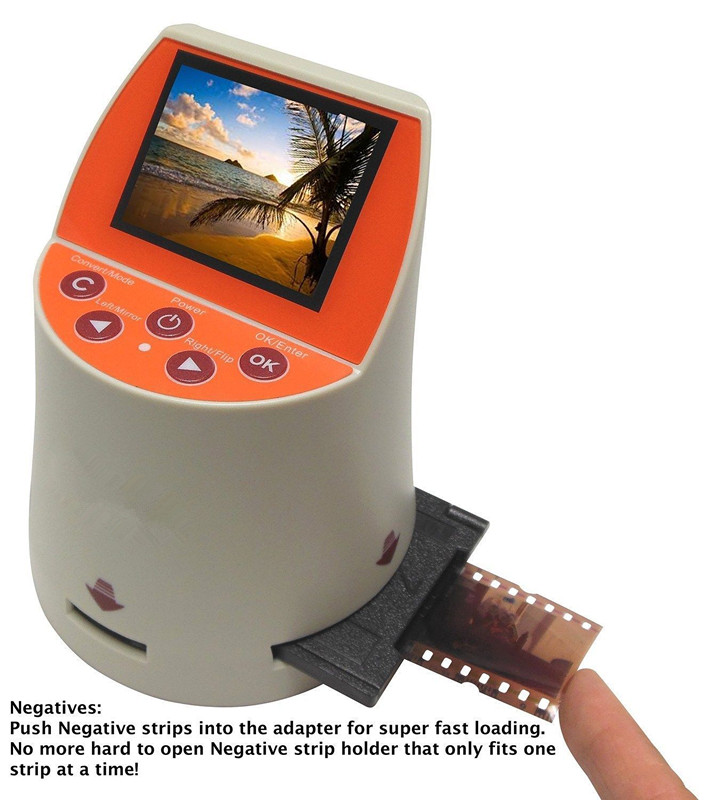 Convert/Mode
C
Left/Mirror
Power
Right/Flip
OK/Enter
OK
Negatives:
Push Negative strips into the adapter for super fast loading.
No more hard to open Negative strip holder that only fits one
strip at a time!